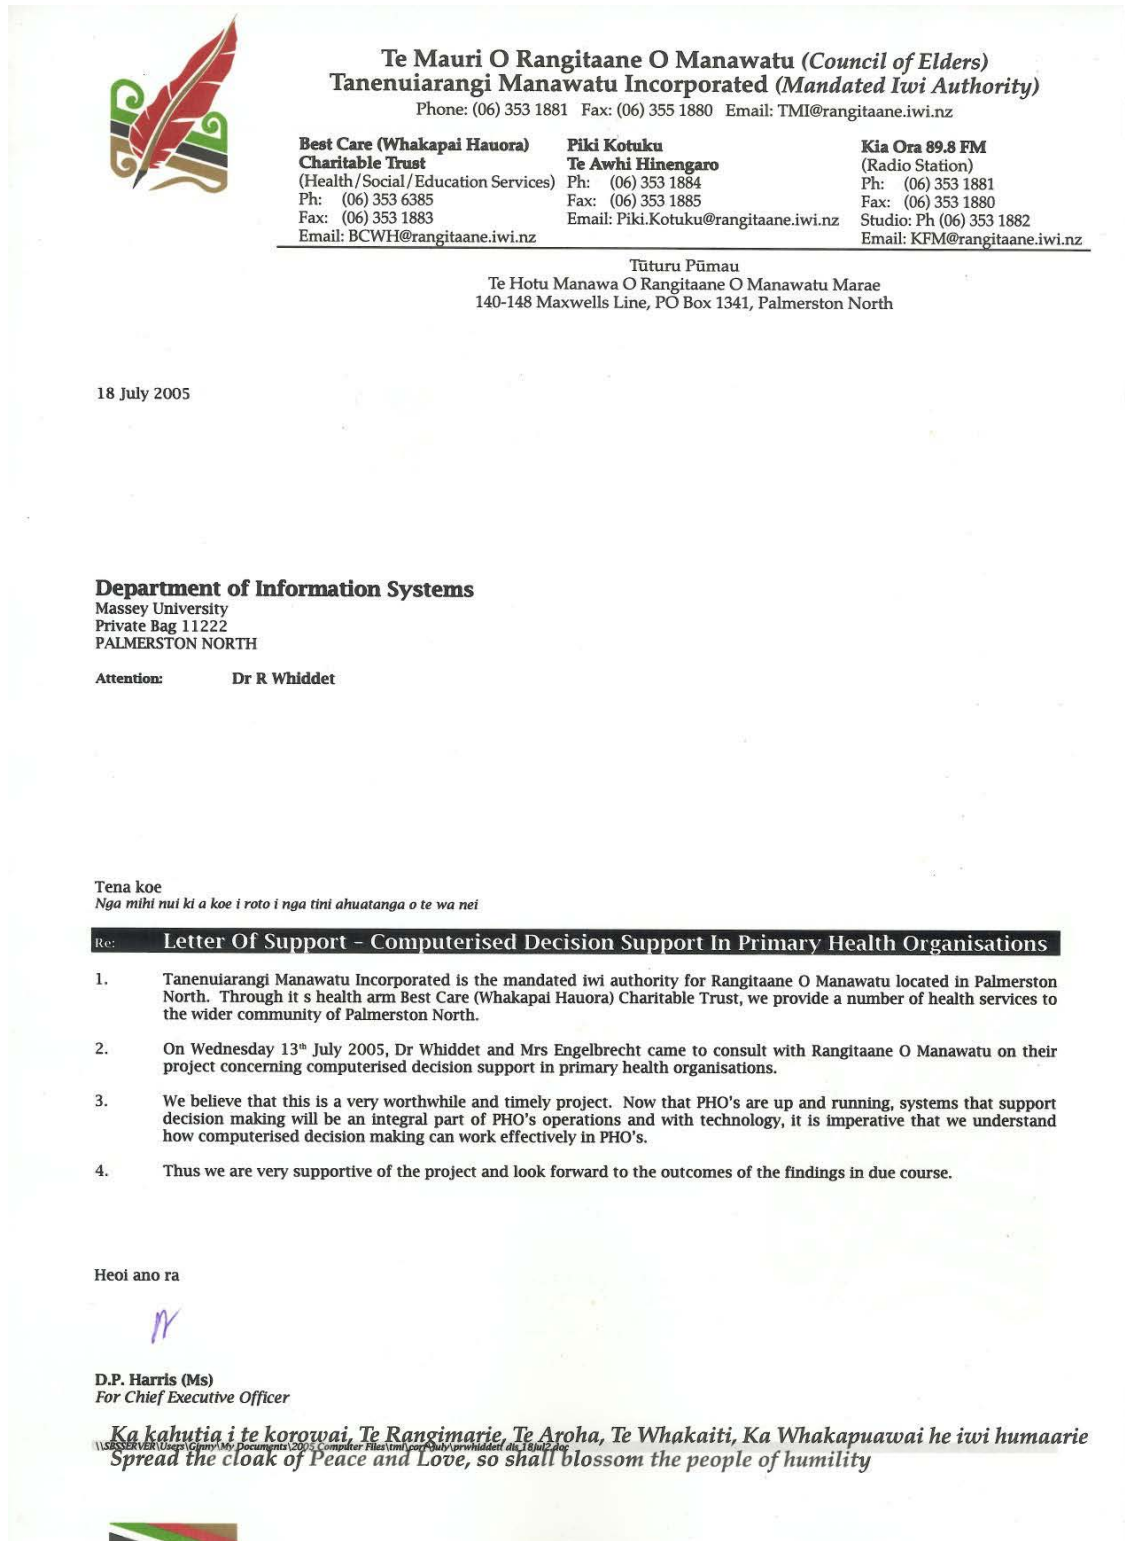 Te Mauri O Rangitaane O Manawatu (Council of Elders)
Tanenuiarangi Manawatu Incorporated (Mandated Iwi Authority)
Phone: (06) 353 1881 Fax: (06) 355 1880 Email: TMI@rangitaane.iwi.nz
Best Care (Whakapai Hauora)
Charitable Trust
(Health/Social/Education Services)
Ph: (06) 353 6385
Fax: (06) 353 1883
Email: BCWH@rangitaane.iwi.nz
Piki Kotuku
Te Awhi Hinengaro
Ph: (06) 353 1884
Fax: (06) 353 1885
Email: Piki.Kotuku@rangitaane.iwi.nz
Kia Ora 89.8 FM
(Radio Station)
Ph: (06) 353 1881
Fax: (06) 353 1880
Studio: Ph (06) 353 1882
Email: KFM@rangitaane.iwi.nz
Tūturu Pūmau
Te Hotu Manawa O Rangitaane O Manawatu Marae
140-148 Maxwells Line, PO Box 1341, Palmerston North
18 July 2005
Department of Information Systems
Massey University
Private Bag 11222
PALMERSTON NORTH
Attention: Dr R Whiddet
Tena koe
Nga mihi nui ki a koe i roto i nga tini ahuatanga o te wa nei
Re: Letter Of Support – Computerised Decision Support In Primary Health Organisations
1. Tanenuiarangi Manawatu Incorporated is the mandated iwi authority for Rangitaane O Manawatu located in Palmerston
North. Through it s health arm Best Care (Whakapai Hauora) Charitable Trust, we provide a number of health services to
the wider community of Palmerston North.
2. On Wednesday 13th July 2005, Dr Whiddet and Mrs Engelbrecht came to consult with Rangitaane O Manawatu on their
project concerning computerised decision support in primary health organisations.
3. We believe that this is a very worthwhile and timely project. Now that PHO's are up and running, systems that support
decision making will be an integral part of PHO's operations and with technology, it is imperative that we understand
how computerised decision making can work effectively in PHO's.
4. Thus we are very supportive of the project and look forward to the outcomes of the findings in due course.
Heoi ano ra
D.P. Harris (Ms)
For Chief Executive Officer
Ka kahutia i te korowai, Te Rangimarie, Te Aroha, Te Whakaiti, Ka Whakapuawai he iwi humaarie
\\SBSSERVER\Users\Ginny\My Documents\2005 Computer Files\tmi\corr\July\
Spread the cloak of Peace and Love, so shall blossom the people of humility